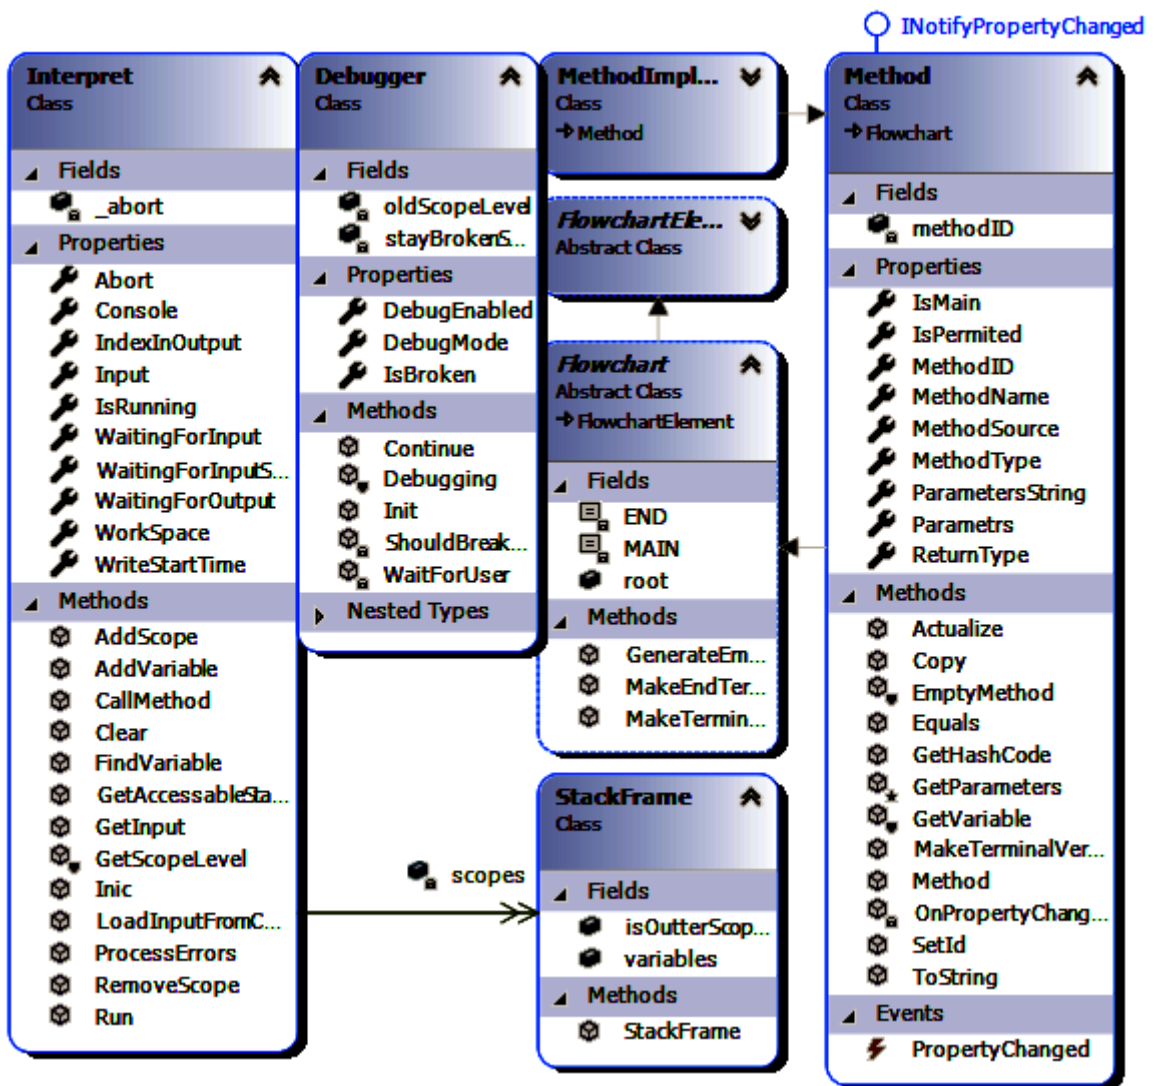 INotifyPropertyChanged
Interpret
Class
Fields
_abort
Properties
Abort
Console
IndexInOutput
Input
IsRunning
WaitingForInput
WaitingForInputS...
WaitingForOutput
WorkSpace
WriteStartTime
Methods
AddScope
AddVariable
CallMethod
Clear
FindVariable
GetAccessableSta...
GetInput
GetScopeLevel
Inic
LoadInputFromC...
ProcessErrors
RemoveScope
Run
Debugger
Class
Fields
oldScopeLevel
stayBrokenS...
Properties
DebugEnabled
DebugMode
IsBroken
Methods
Continue
Debugging
Init
ShouldBreak...
WaitForUser
Nested Types
scopes
MethodImpl...
Class
Method
FlowchartEle...
Abstract Class
Flowchart
Abstract Class
FlowchartElement
Fields
END
MAIN
root
Methods
GenerateEm...
MakeEndTer...
MakeTermin...
StackFrame
Class
Fields
isOutterScop...
variables
Methods
StackFrame
Method
Class
Flowchart
Fields
methodID
Properties
IsMain
IsPermited
MethodID
MethodName
MethodSource
MethodType
ParametersString
Parametrs
ReturnType
Methods
Actualize
Copy
EmptyMethod
Equals
GetHashCode
GetParameters
GetVariable
MakeTerminalVer...
Method
OnPropertyChang...
SetId
ToString
Events
PropertyChanged